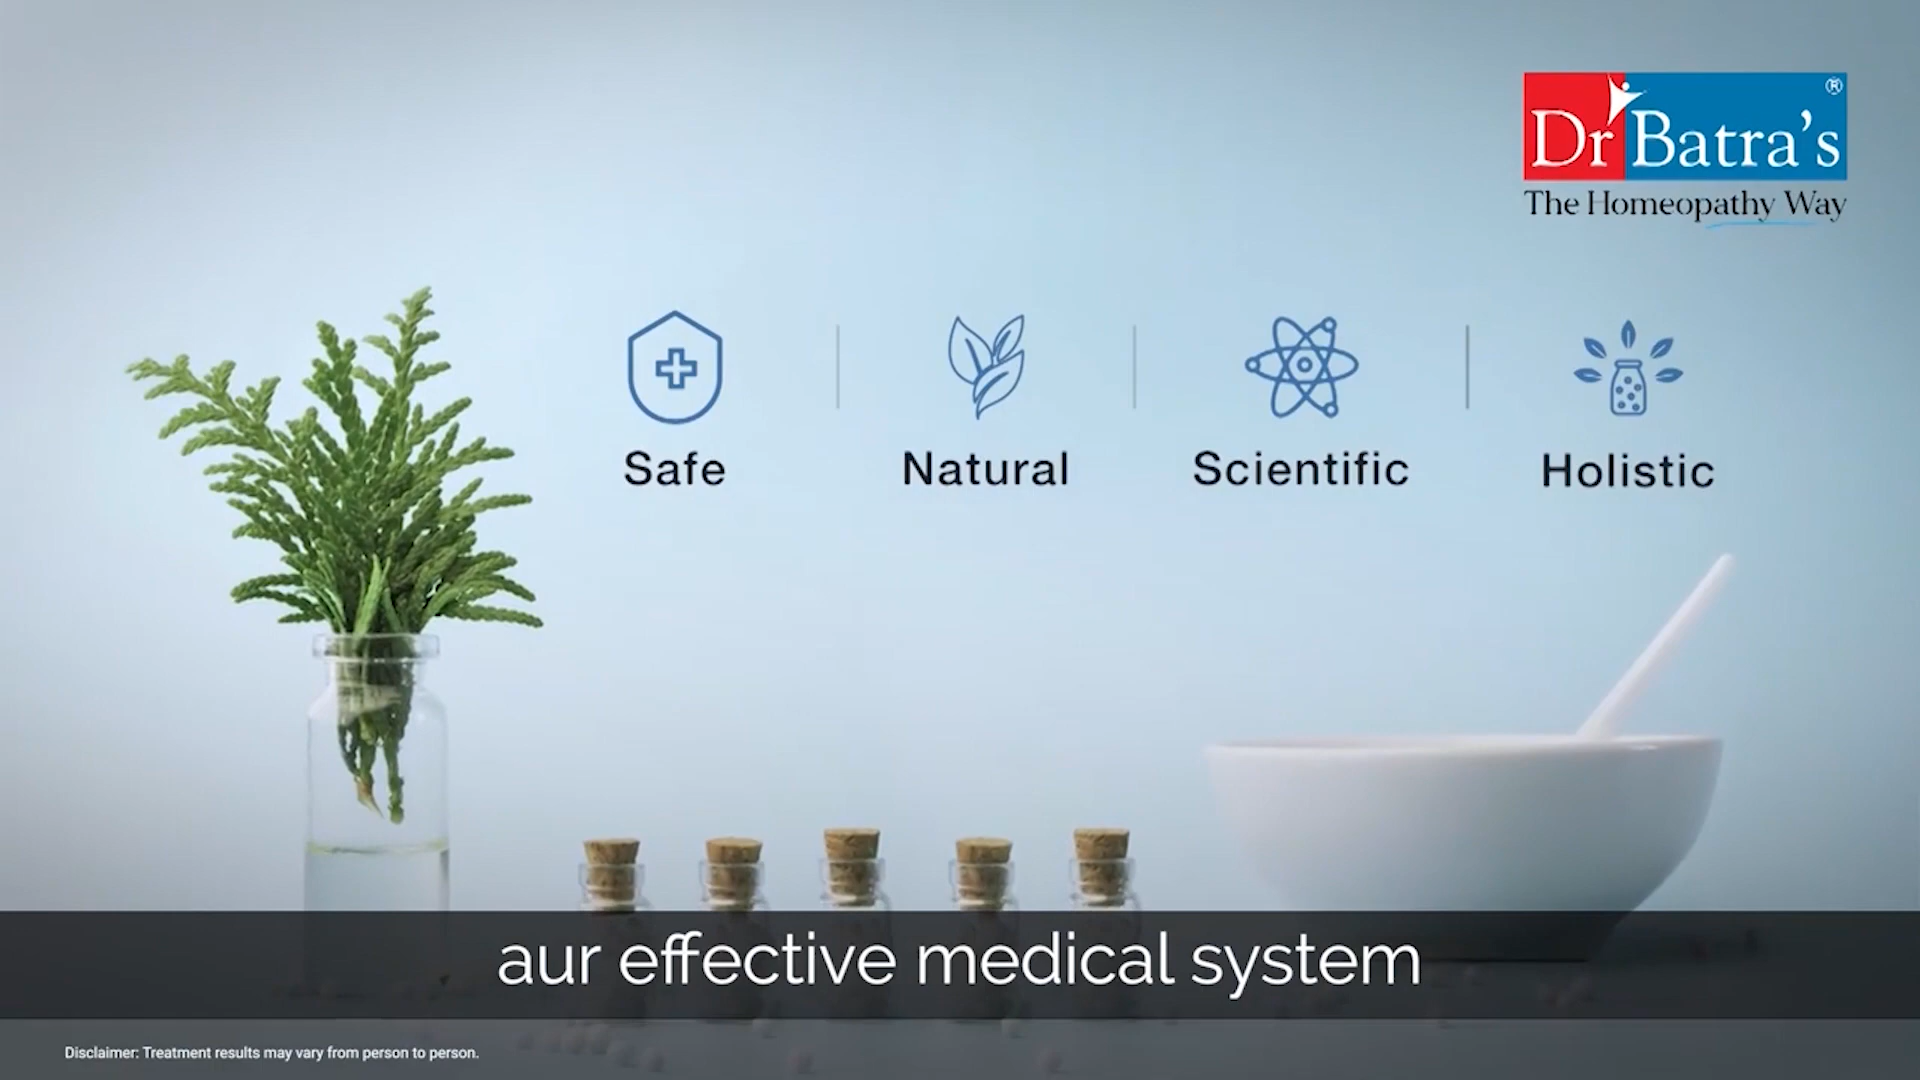 Dr Batra's ®
The Homeopathy Way
Safe
Natural
Scientific
Holistic
aur effective medical system
Disclaimer: Treatment results may vary from person to person.